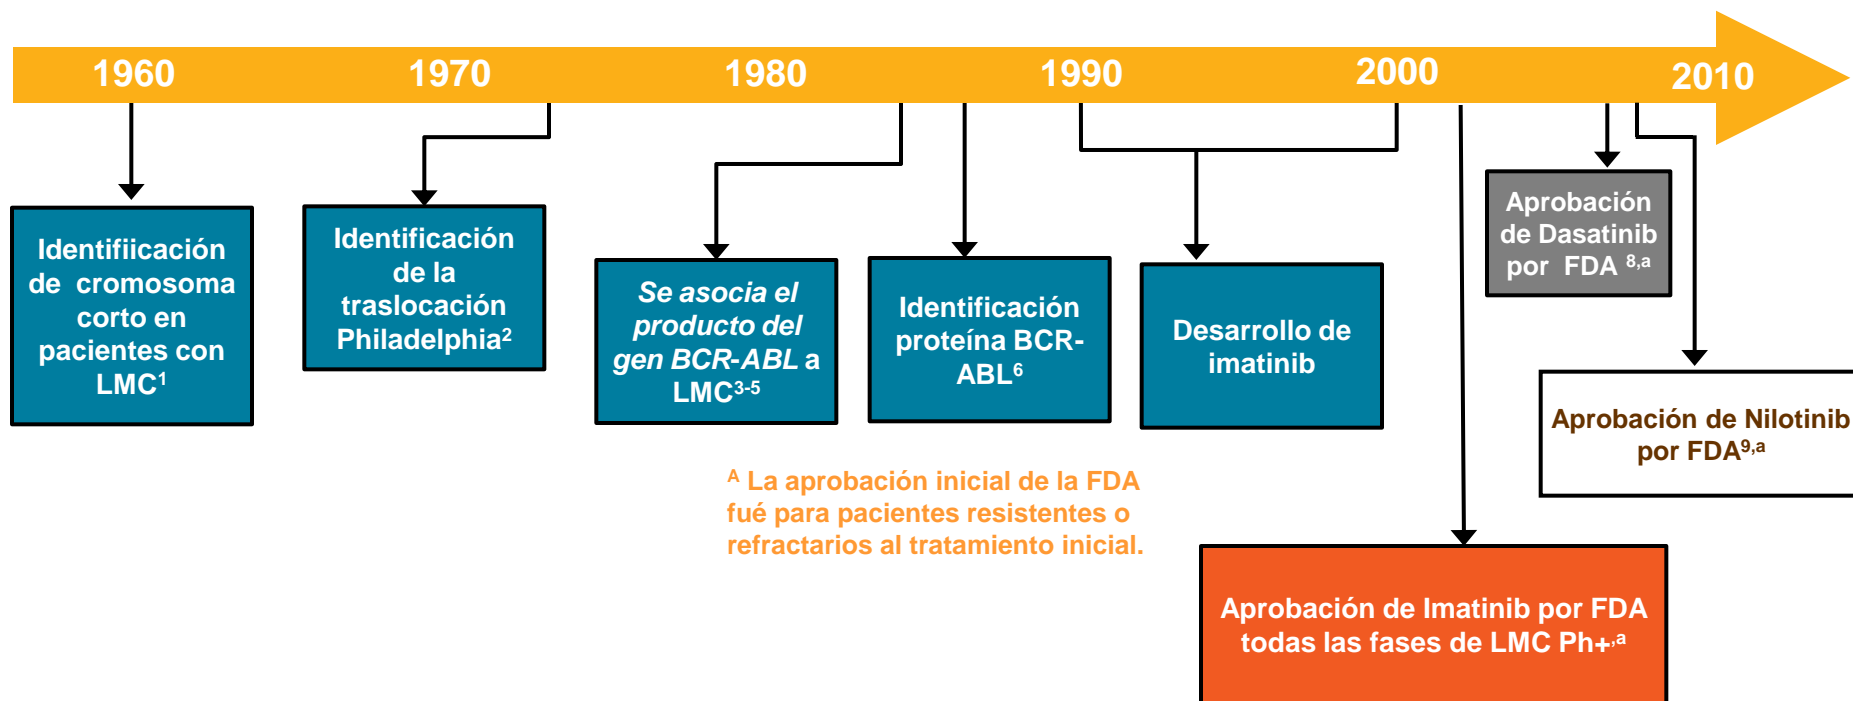 1960
1970
1980
1990
2000
2010
Identifiicación
de cromosoma
corto en
pacientes con
LMC1
Identificación
de la
traslocación
Philadelphia2
Se asocia el
producto del
gen BCR-ABL a
LMC3-5
Identificación
proteína BCR-
ABL6
Desarrollo de
imatinib
Aprobación
de Dasatinib
por FDA 8,a
Aprobación de Nilotinib
por FDA9,a
A La aprobación inicial de la FDA
fué para pacientes resistentes o
refractarios al tratamiento inicial.
Aprobación de Imatinib por FDA
todas las fases de LMC Ph+,a